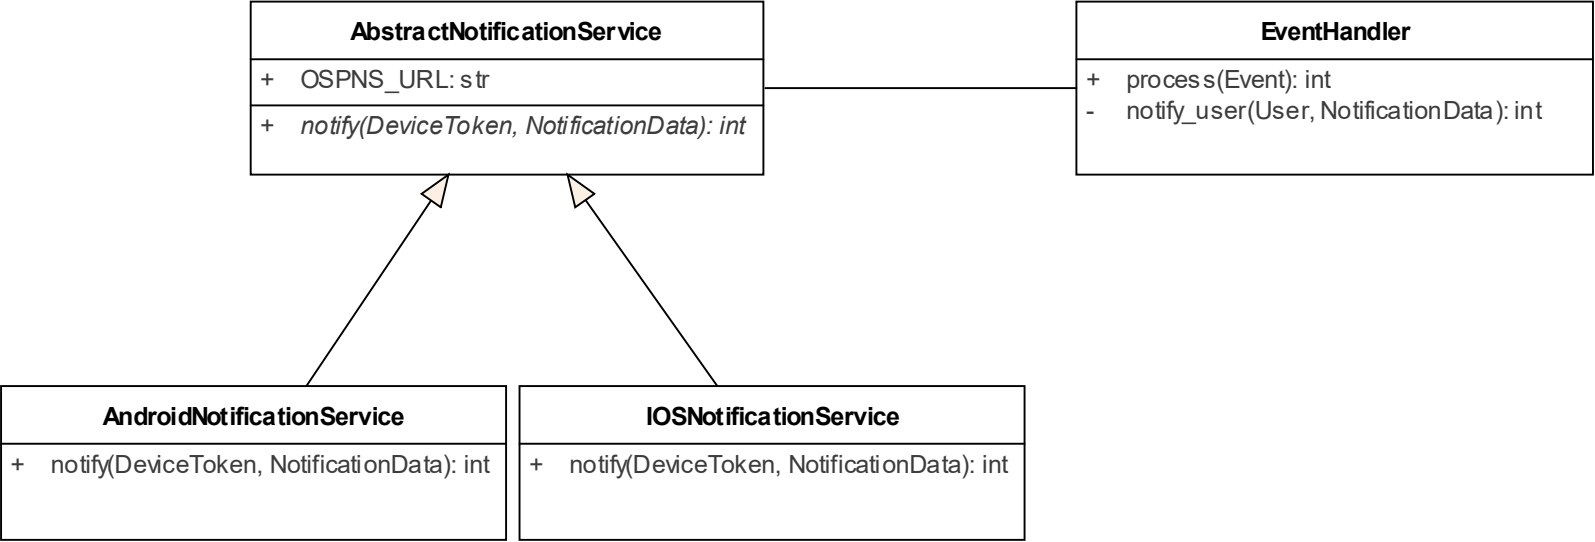 AbstractNotificationService
+ OSPNS_URL: str
+ notify(DeviceToken, NotificationData): int
EventHandler
+ process(Event): int
- notify_user(User, NotificationData): int
AndroidNotificationService
+ notify(DeviceToken, NotificationData): int
IOSNotificationService
+ notify(DeviceToken, NotificationData): int